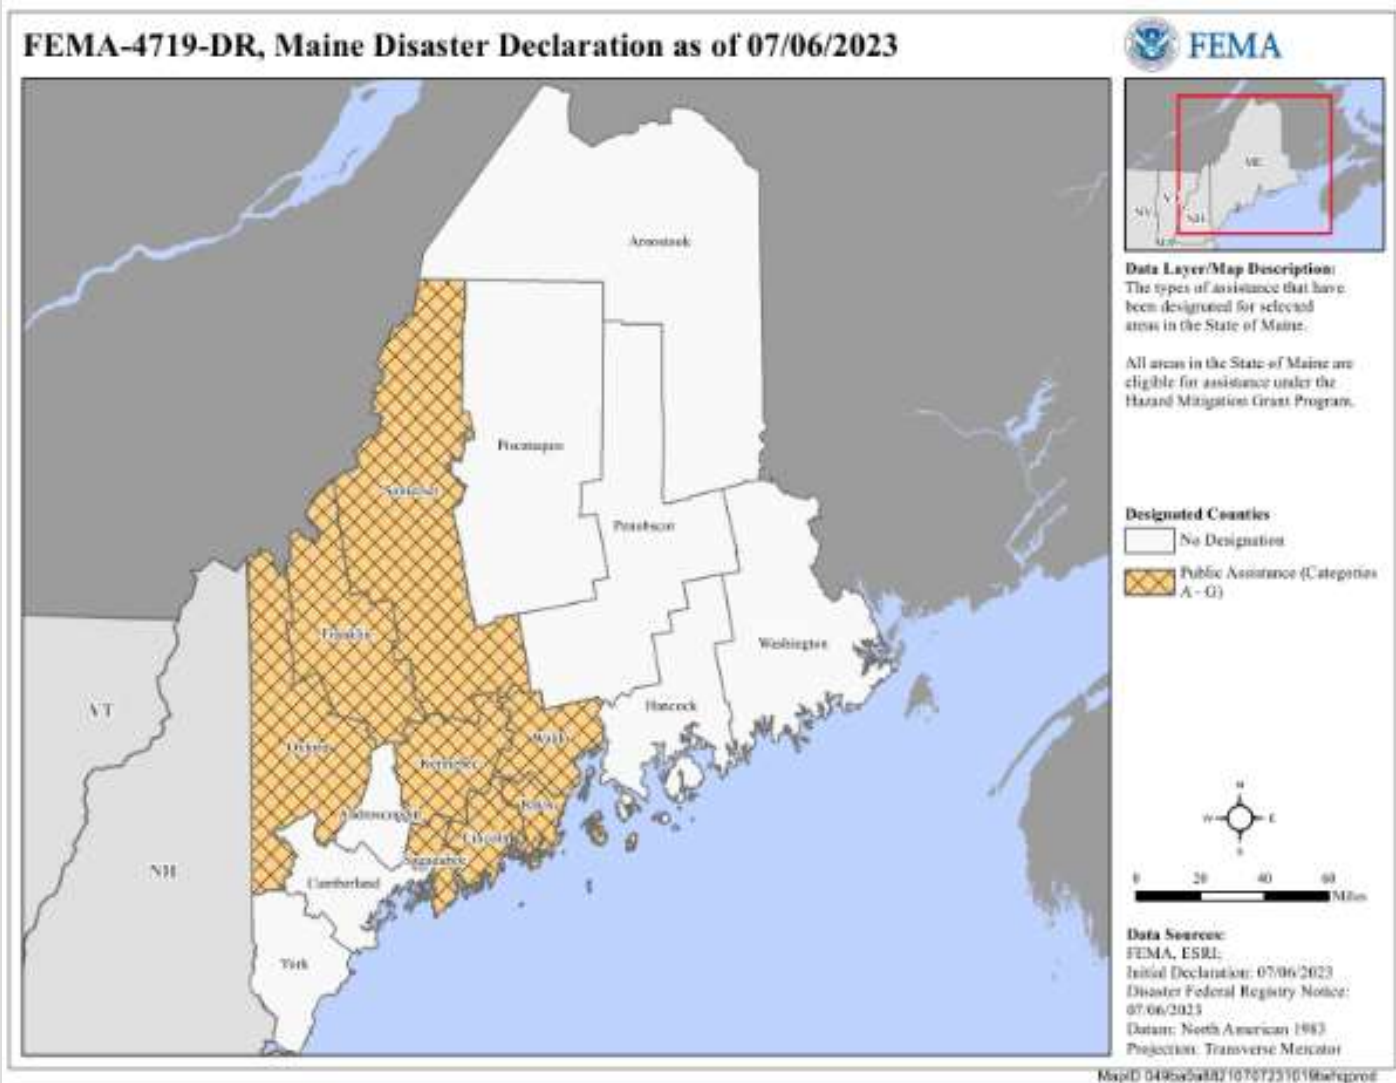 FEMA-4719-DR, Maine Disaster Declaration as of 07/06/2023
FEMA
ME
VT
NY
NH
MA
Data Layer/Map Description:
The types of assistance that have
been designated for selected
areas in the State of Maine.
All areas in the State of Maine are
eligible for assistance under the
Hazard Mitigation Grant Program.
Designated Counties
No Designation
Public Assistance (Categories
A - G)
Aroostook
Piscataquis
Somerset
Penobscot
Franklin
Washington
Hancock
VT
Oxford
Waldo
Kennebec
Knox
Androscoggin
Lincoln
Sagadahoc
NH
Cumberland
York
N
W E
S
0 20 40 60
Miles
Data Sources:
FEMA, ESRI;
Initial Declaration: 07/06/2023
Disaster Federal Registry Notice:
07/06/2023
Datum: North American 1983
Projection: Transverse Mercator